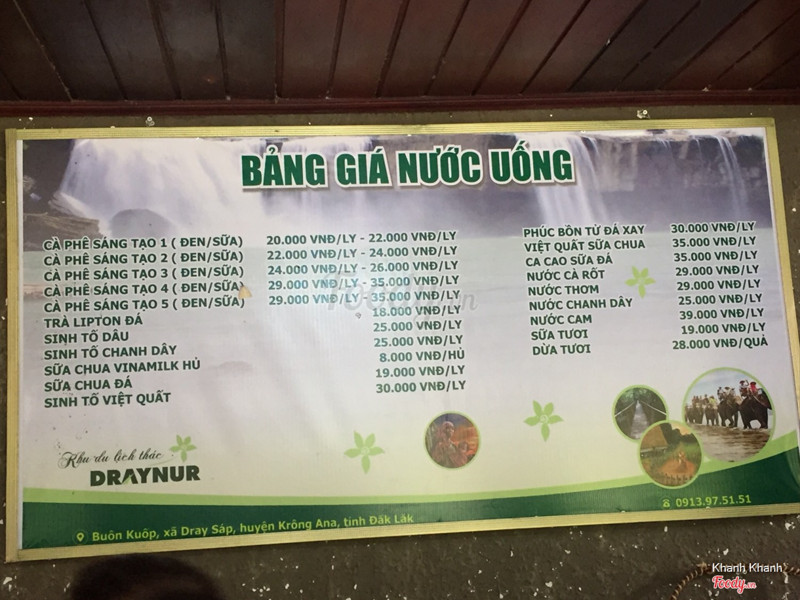 BẢNG GIÁ NƯỚC UỐNG
CÀ PHÊ SÁNG TẠO 1 ( ĐEN/SỮA) 20.000 VNĐ/LY - 22.000 VNĐ/LY
CÀ PHÊ SÁNG TẠO 2 ( ĐEN/SỮA) 22.000 VNĐ/LY - 24.000 VNĐ/LY
CÀ PHÊ SÁNG TẠO 3 ( ĐEN/SỮA) 24.000 VNĐ/LY - 26.000 VNĐ/LY
CÀ PHÊ SÁNG TẠO 4 ( ĐEN/SỮA) 29.000 VNĐ/LY - VNĐ/LY
CÀ PHÊ SÁNG TẠO 5 ( ĐEN/SỮA) 29.000 VNĐ/LY - 35.000 VNĐ/LY
TRÀ LIPTON ĐÁ 18.000 VNĐ/LY
SINH TỐ DÂU 25.000 VNĐ/LY
SINH TỐ CHANH DÂY 25.000 VNĐ/LY
SỮA CHUA VINAMILK HỦ 8.000 VNĐ/HỦ
SỮA CHUA ĐÁ 19.000 VNĐ/LY
SINH TỐ VIỆT QUẤT 30.000 VNĐ/LY
PHÚC BỒN TỪ ĐÁ XAY 30.000 VNĐ/LY
VIỆT QUẤT SỮA CHUA 35.000 VNĐ/LY
CA CAO SỮA ĐÁ 35.000 VNĐ/LY
NƯỚC CÀ RỐT 29.000 VNĐ/LY
NƯỚC THƠM 29.000 VNĐ/LY
NƯỚC CHANH DÂY 25.000 VNĐ/LY
NƯỚC CAM 39.000 VNĐ/LY
SỮA TƯƠI 19.000 VNĐ/LY
DỪA TƯƠI 28.000 VNĐ/QUẢ
Khu du lịch thác
DRAYNUR
Buôn Kuốp, xã Dray Sáp, huyện Krông Ana, tỉnh Đăk Lăk
0913.97.51.51
Khanh Khanh
Foody.vn